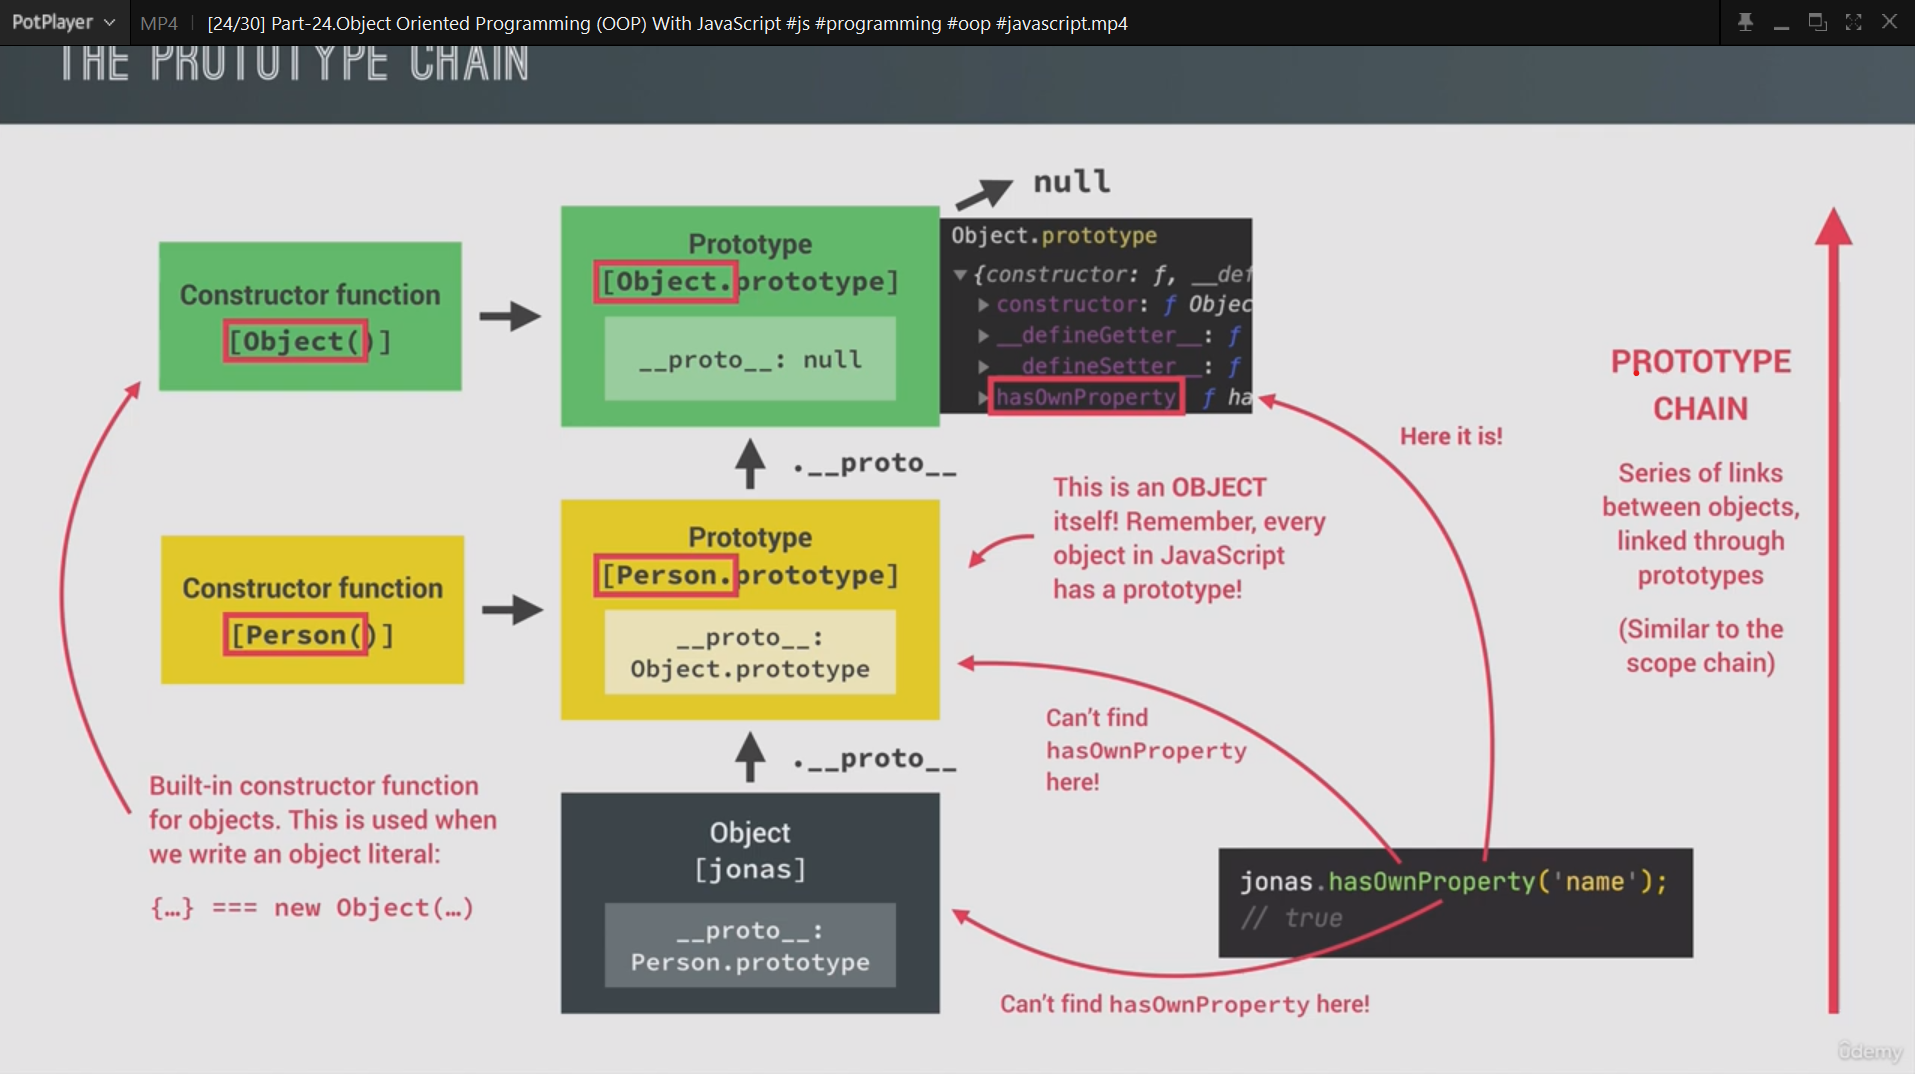 PotPlayer MP4 [24/30] Part-24.Object Oriented Programming (OOP) With JavaScript #js #programming #oop #javascript.mp4
THE PROTOTYPE CHAIN
null
Prototype
[Object.prototype]
__proto__: null
Object.prototype
{constructor: ƒ, __def
constructor: ƒ Objec
__defineGetter__: ƒ
__defineSetter__: ƒ
hasOwnProperty ƒ ha
Constructor function
[Object()]
Here it is!
PROTOTYPE
CHAIN
Series of links
between objects,
linked through
prototypes
(Similar to the
scope chain)
.__proto__
This is an OBJECT
itself! Remember, every
object in JavaScript
has a prototype!
Constructor function
[Person()]
Prototype
[Person.prototype]
__proto__:
Object.prototype
Can't find
hasOwnProperty
here!
.__proto__
Built-in constructor function
for objects. This is used when
we write an object literal:
{…} === new Object(…)
Object
[jonas]
__proto__:
Person.prototype
jonas.hasOwnProperty('name');
// true
Can't find hasOwnProperty here!
ûdemy